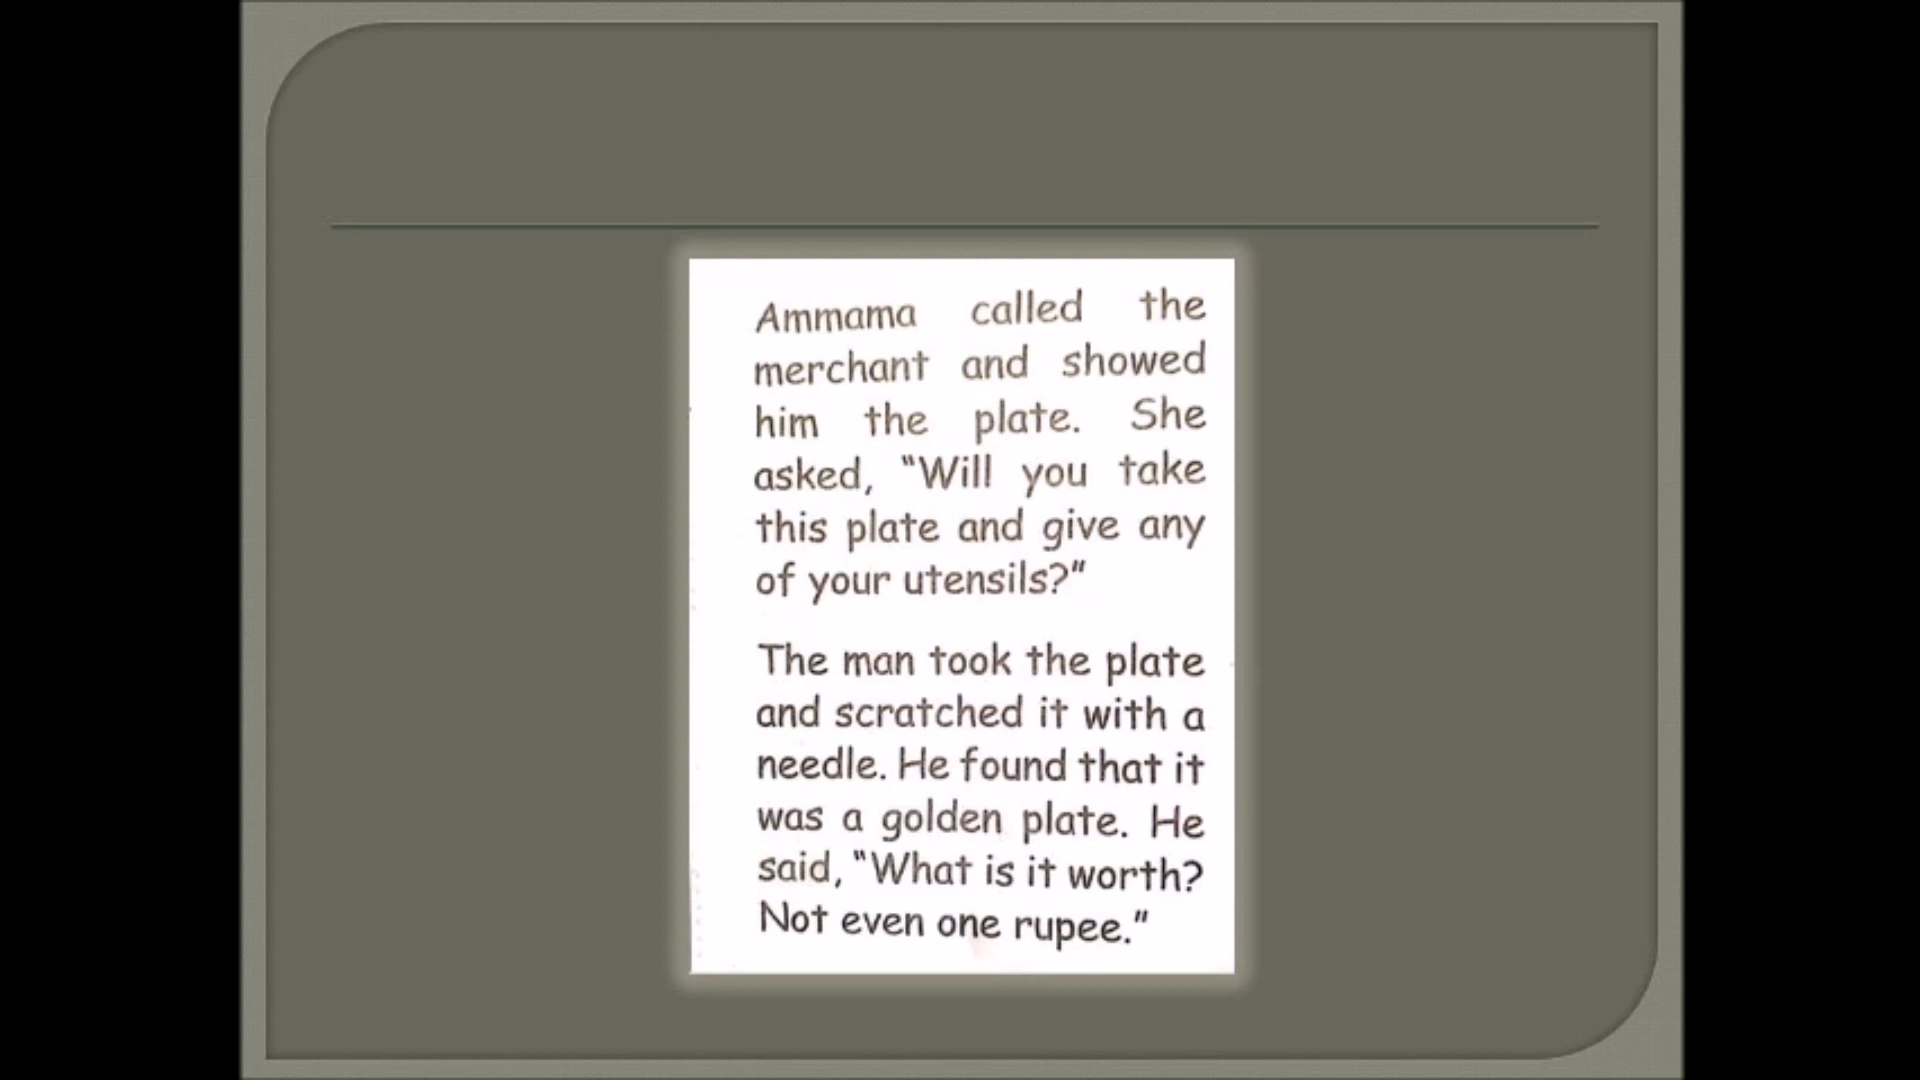 Ammama called the
merchant and showed
him the plate. She
asked, "Will you take
this plate and give any
of your utensils?"
The man took the plate
and scratched it with a
needle. He found that it
was a golden plate. He
said, "What is it worth?
Not even one rupee."